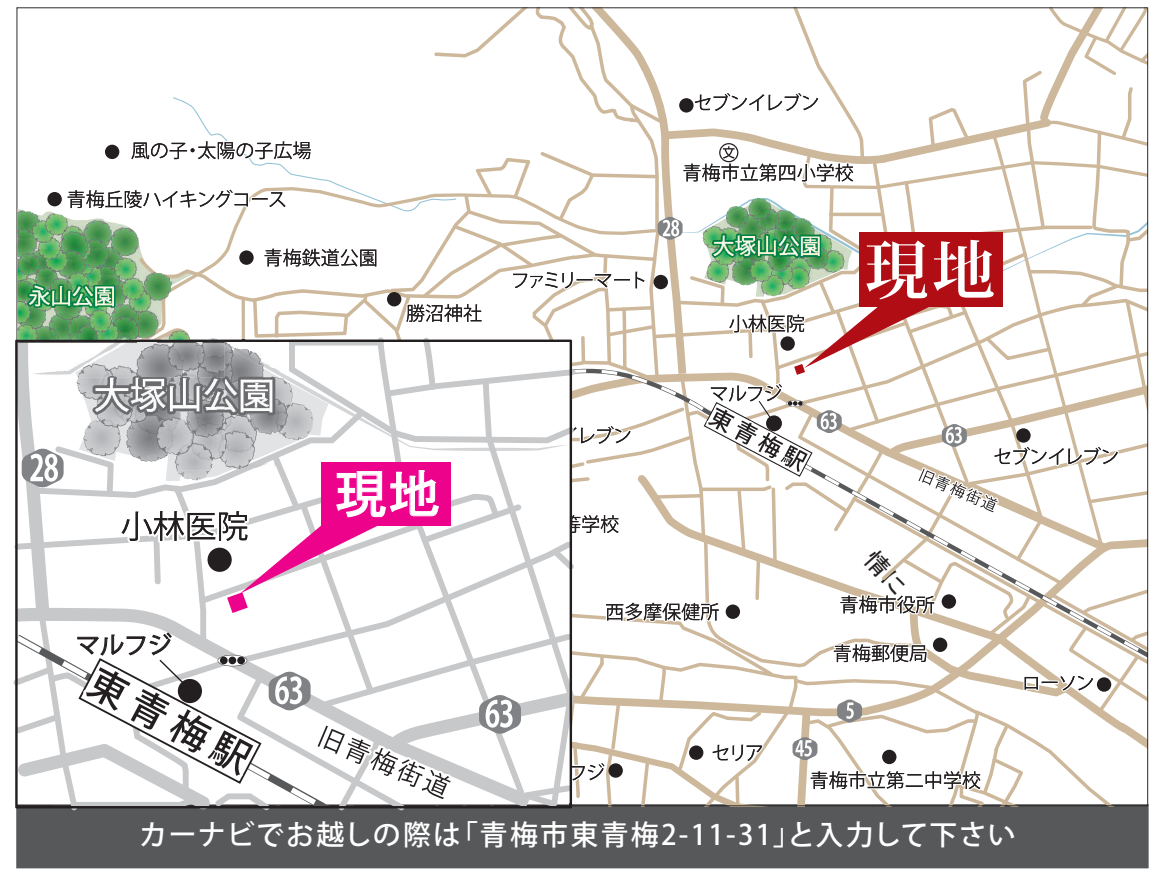 セブンイレブン
風の子・太陽の子広場
文
青梅市立第四小学校
青梅丘陵ハイキングコース
28
大塚山公園
現地
青梅鉄道公園
ファミリーマート
永山公園
勝沼神社
小林医院
マルフジ
東青梅駅
63
63
イレブン
セブンイレブン
旧青梅街道
等学校
情に
西多摩保健所
青梅市役所
青梅郵便局
ローソン
5
45
セリア
フジ
青梅市立第二中学校
大塚山公園
28
現地
小林医院
マルフジ
東青梅駅
63
63
旧青梅街道
カーナビでお越しの際は「青梅市東青梅2-11-31」と入力して下さい